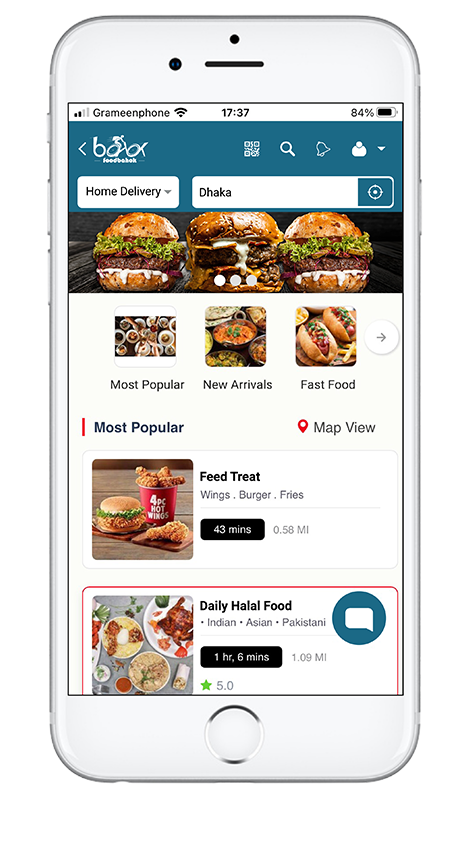 Grameenphone 17:37 84%
foodbahok
Home Delivery Dhaka
Most Popular New Arrivals Fast Food
Most Popular Map View
Feed Treat
Wings . Burger . Fries
4PC
HOT
WINGS
43 mins 0.58 MI
Daily Halal Food
• Indian • Asian • Pakistani
1 hr, 6 mins 1.09 MI
5.0